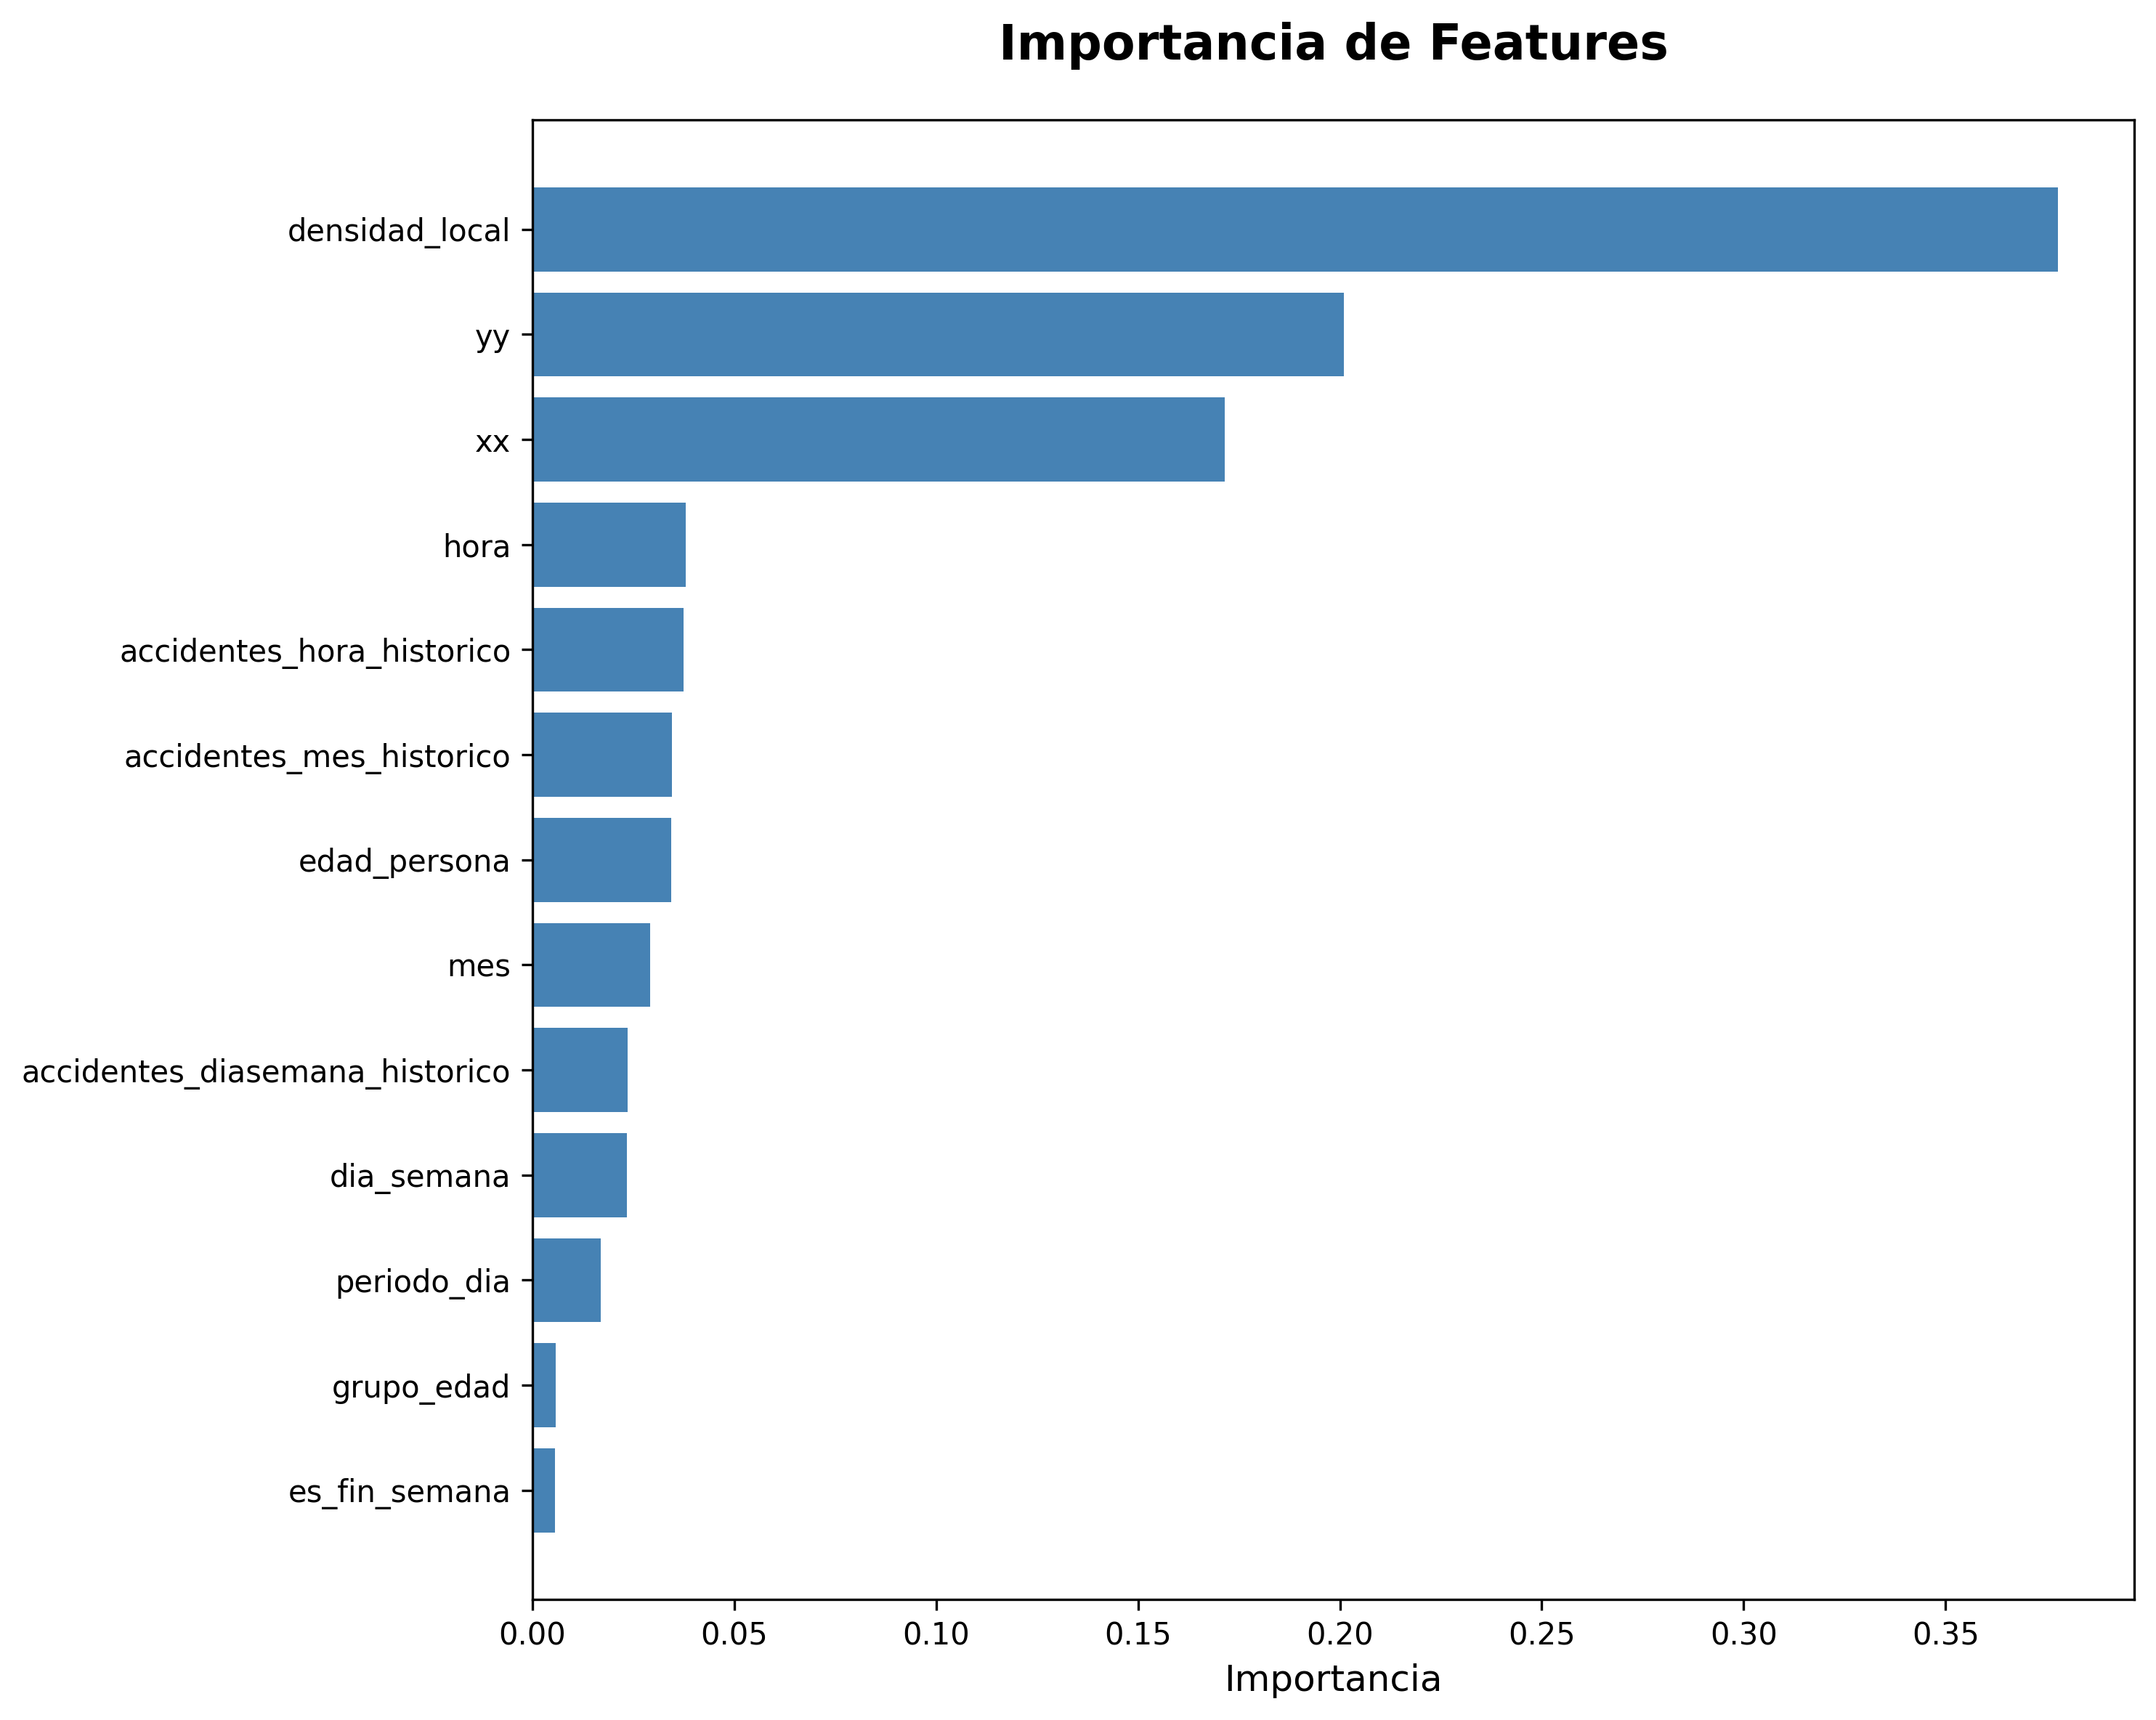 Importancia de Features
densidad_local
yy
xx
hora
accidentes_hora_historico
accidentes_mes_historico
edad_persona
mes
accidentes_diasemana_historico
dia_semana
periodo_dia
grupo_edad
es_fin_semana
0.00 0.05 0.10 0.15 0.20 0.25 0.30 0.35
Importancia